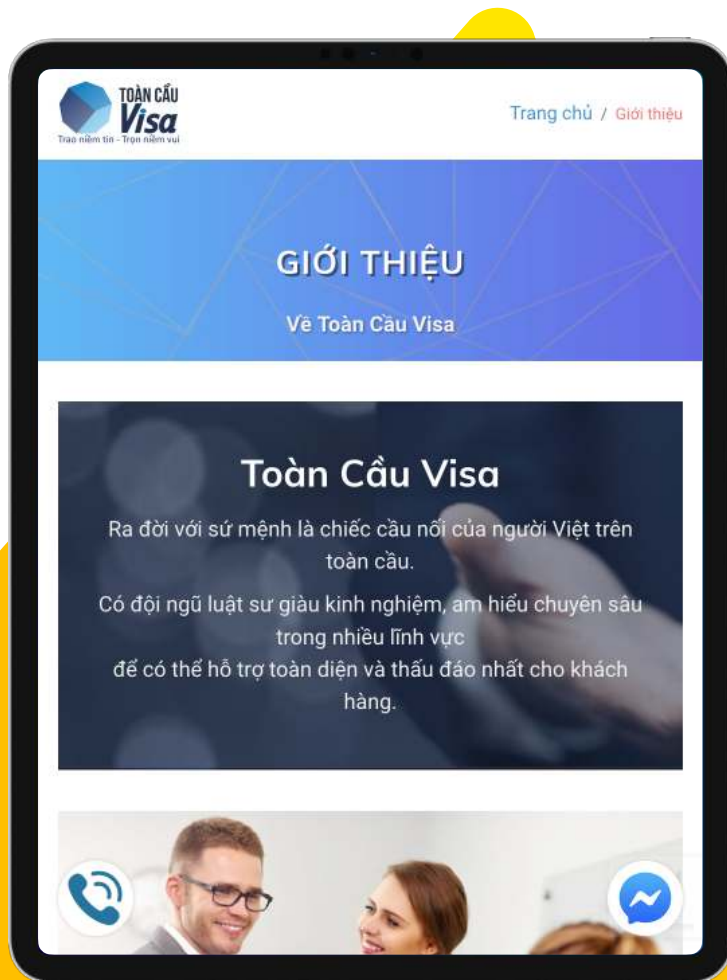 TOÀN CẦU
Visa
Trao niềm tin - Trọn niềm vui
Trang chủ / Giới thiệu
GIỚI THIỆU
Về Toàn Cầu Visa
Toàn Cầu Visa
Ra đời với sứ mệnh là chiếc cầu nối của người Việt trên
toàn cầu.
Có đội ngũ luật sư giàu kinh nghiệm, am hiểu chuyên sâu
trong nhiều lĩnh vực
để có thể hỗ trợ toàn diện và thấu đáo nhất cho khách
hàng.